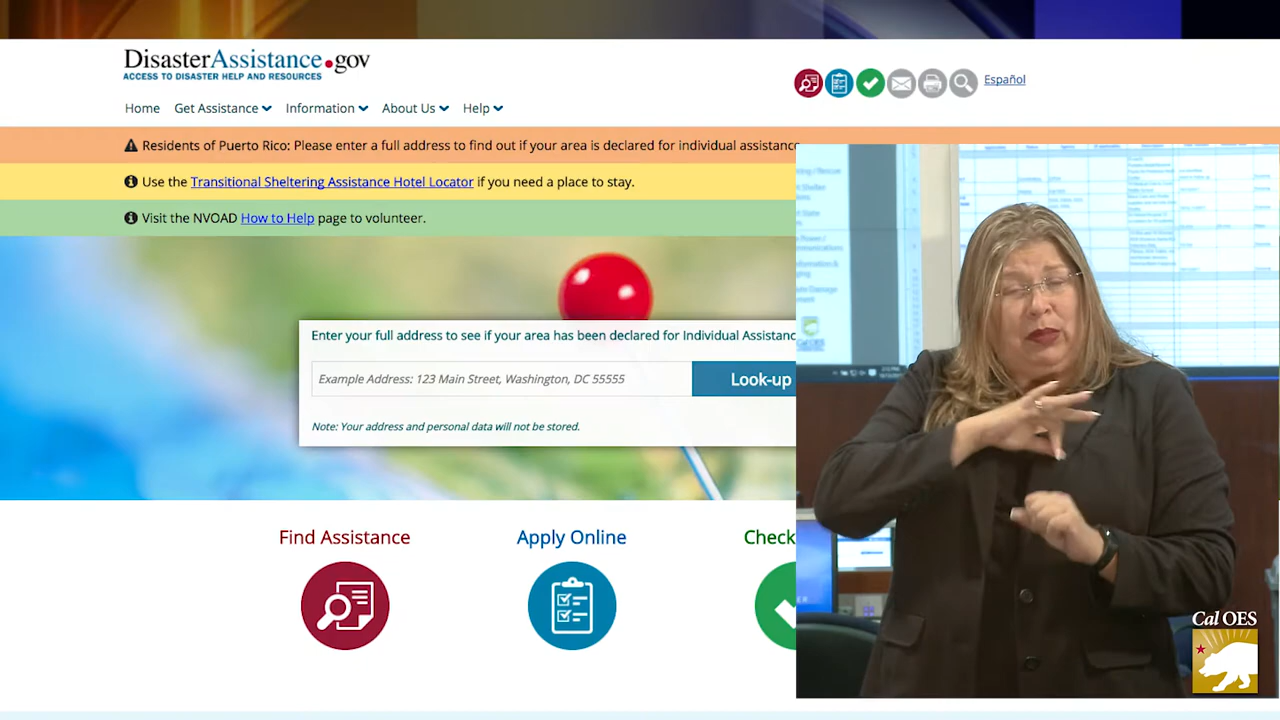 DisasterAssistance.gov
ACCESS TO DISASTER HELP AND RESOURCES
Español
Home Get Assistance Information About Us Help
Residents of Puerto Rico: Please enter a full address to find out if your area is declared for individual assistance
Use the Transitional Sheltering Assistance Hotel Locator if you need a place to stay.
Visit the NVOAD How to Help page to volunteer.
Enter your full address to see if your area has been declared for Individual Assistanc
Example Address: 123 Main Street, Washington, DC 55555
Look-up
Note: Your address and personal data will not be stored.
Find Assistance Apply Online Check
Cal OES